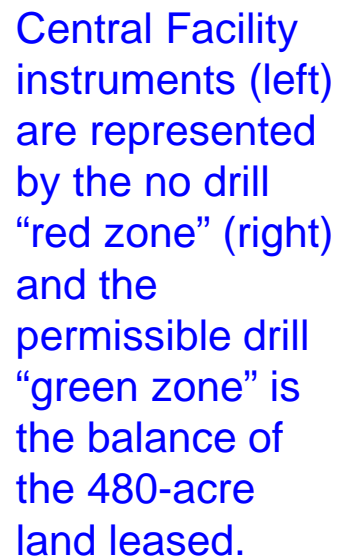 Central Facility
instruments (left)
are represented
by the no drill
“red zone” (right)
and the
permissible drill
“green zone” is
the balance of
the 480-acre
land leased.